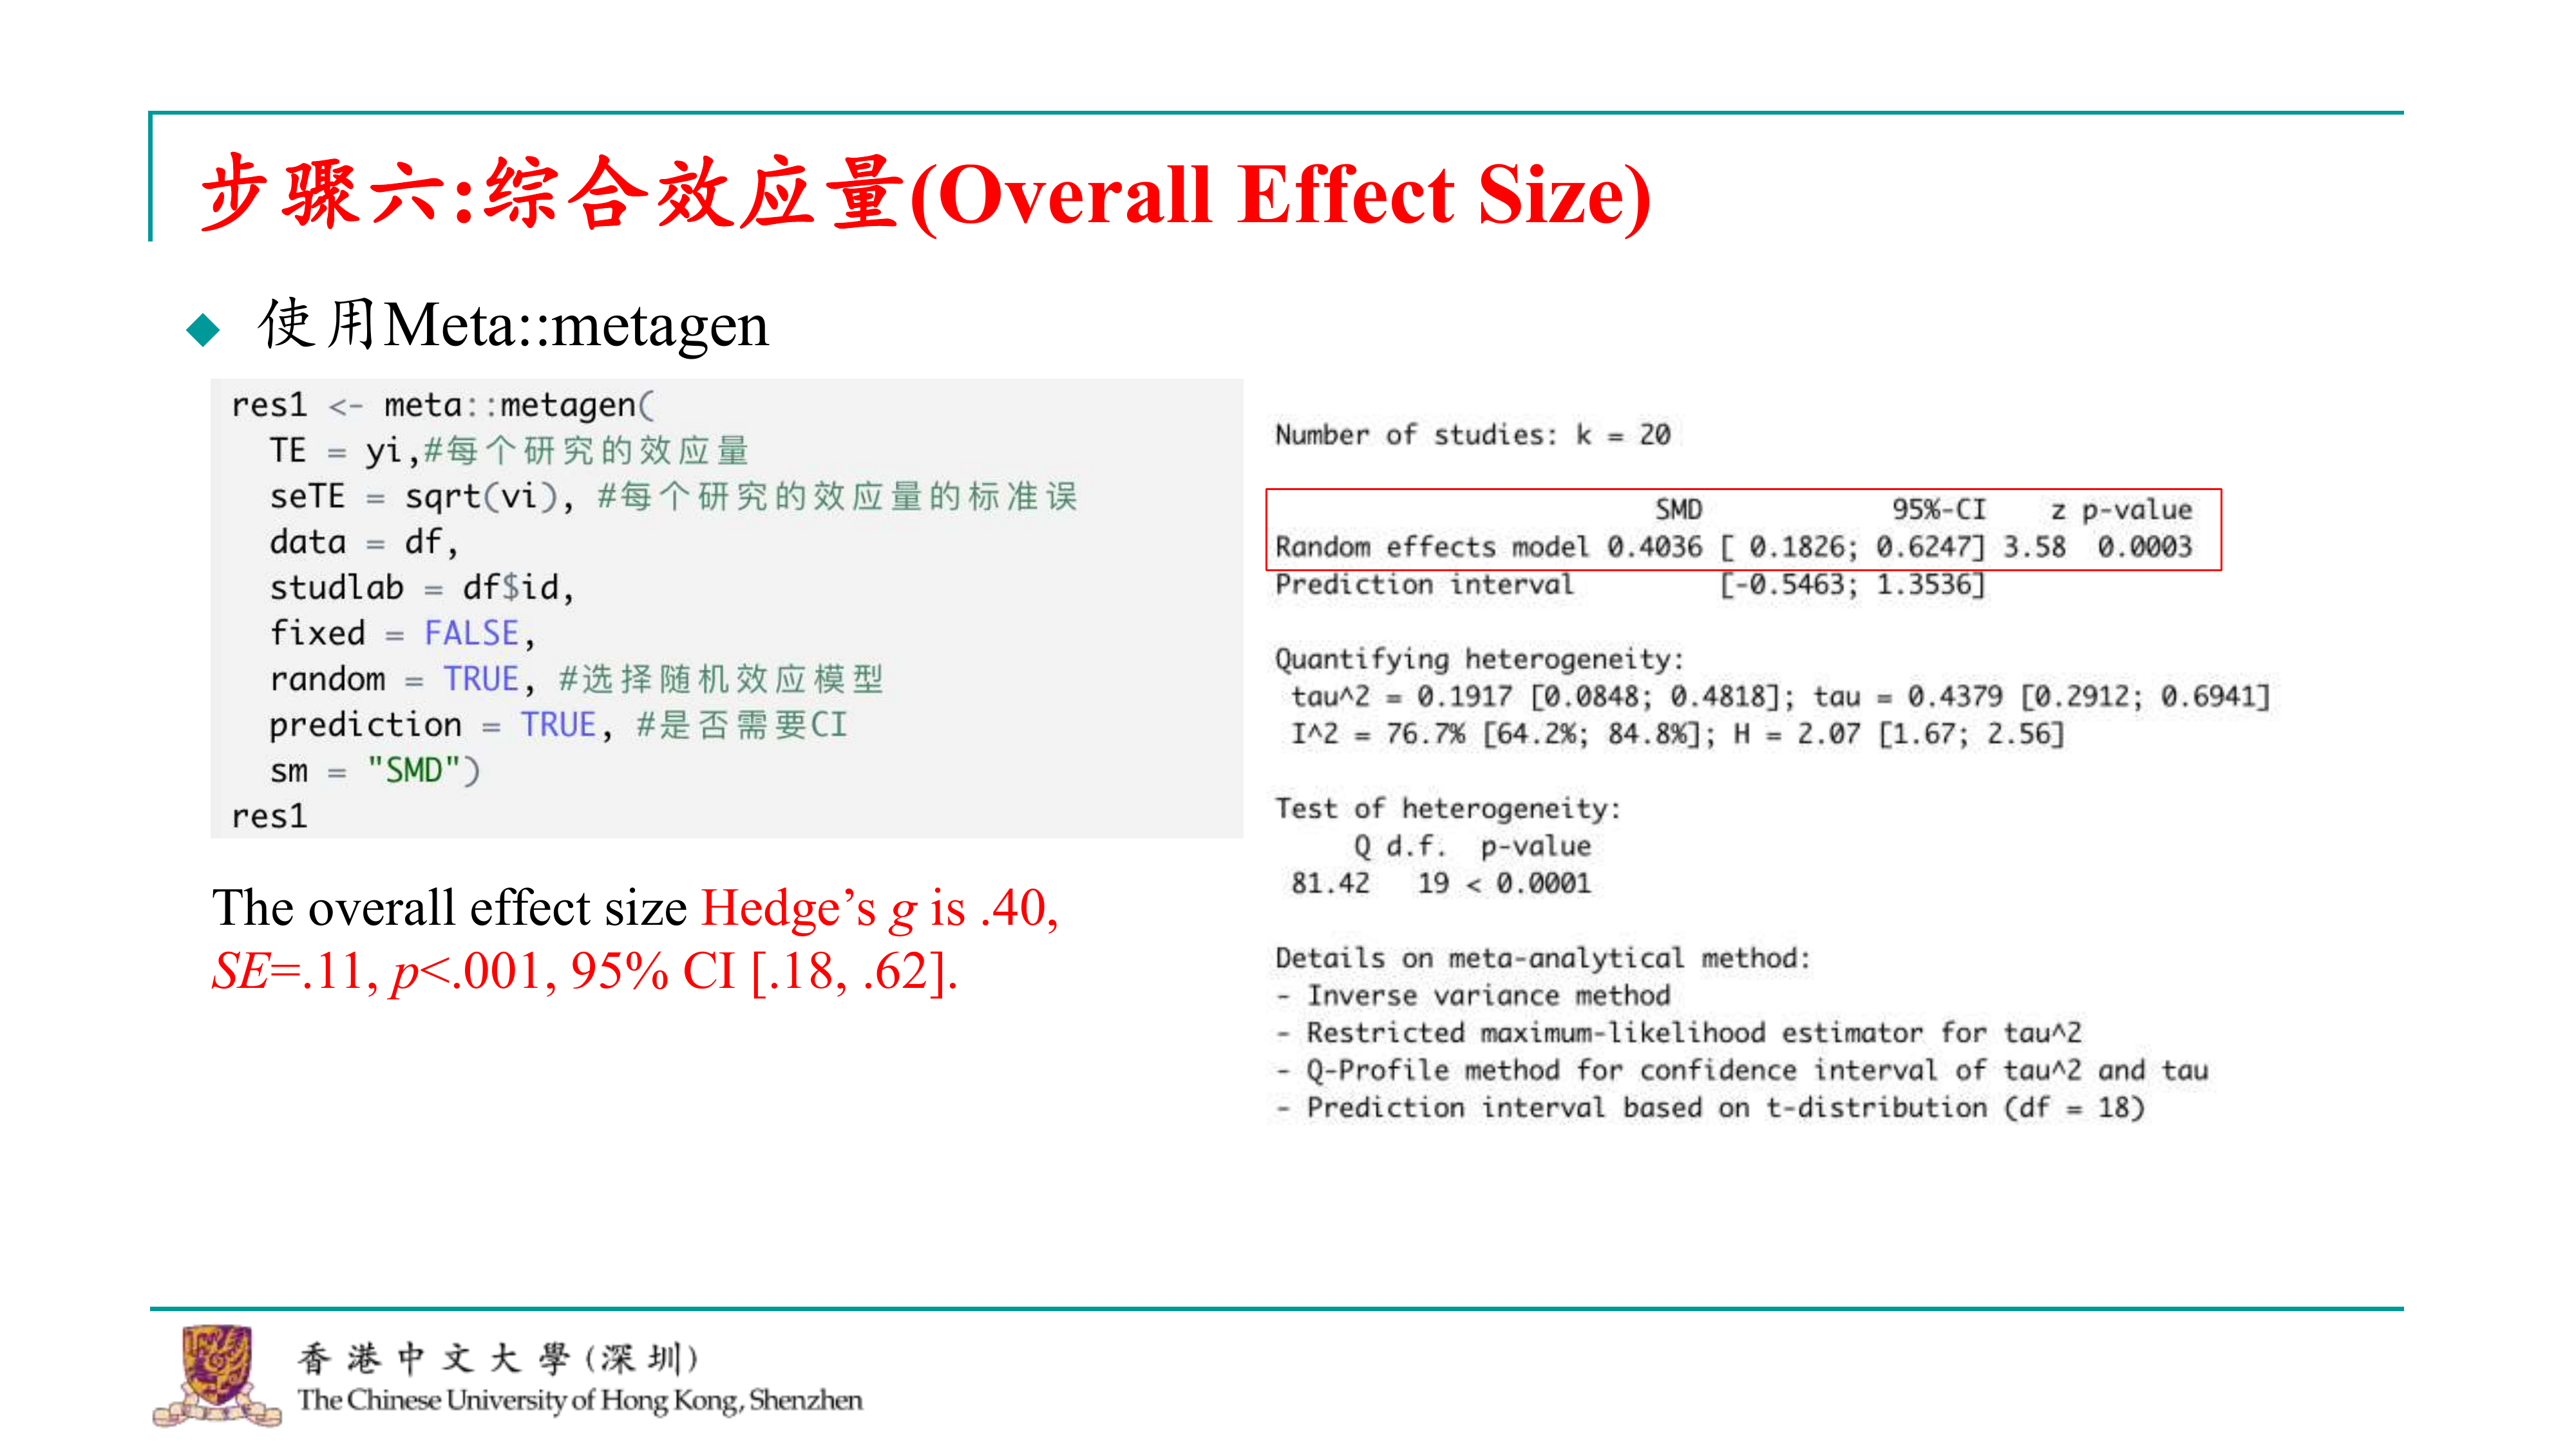 步骤六:综合效应量(Overall Effect Size)
使用Meta::metagen
res1 <- meta::metagen(
TE = yi,#每个研究的效应量
seTE = sqrt(vi), #每个研究的效应量的标准误
data = df,
studlab = df$id,
fixed = FALSE,
random = TRUE, #选择随机效应模型
prediction = TRUE, #是否需要CI
sm = "SMD")
res1
The overall effect size Hedge’s g is .40,
SE=.11, p<.001, 95% CI [.18, .62].
Number of studies: k = 20
SMD 95%-CI z p-value
Random effects model 0.4036 [ 0.1826; 0.6247] 3.58 0.0003
Prediction interval [-0.5463; 1.3536]
Quantifying heterogeneity:
tau^2 = 0.1917 [0.0848; 0.4818]; tau = 0.4379 [0.2912; 0.6941]
I^2 = 76.7% [64.2%; 84.8%]; H = 2.07 [1.67; 2.56]
Test of heterogeneity:
Q d.f. p-value
81.42 19 < 0.0001
Details on meta-analytical method:
- Inverse variance method
- Restricted maximum-likelihood estimator for tau^2
- Q-Profile method for confidence interval of tau^2 and tau
- Prediction interval based on t-distribution (df = 18)
香港中文大學(深圳)
The Chinese University of Hong Kong, Shenzhen